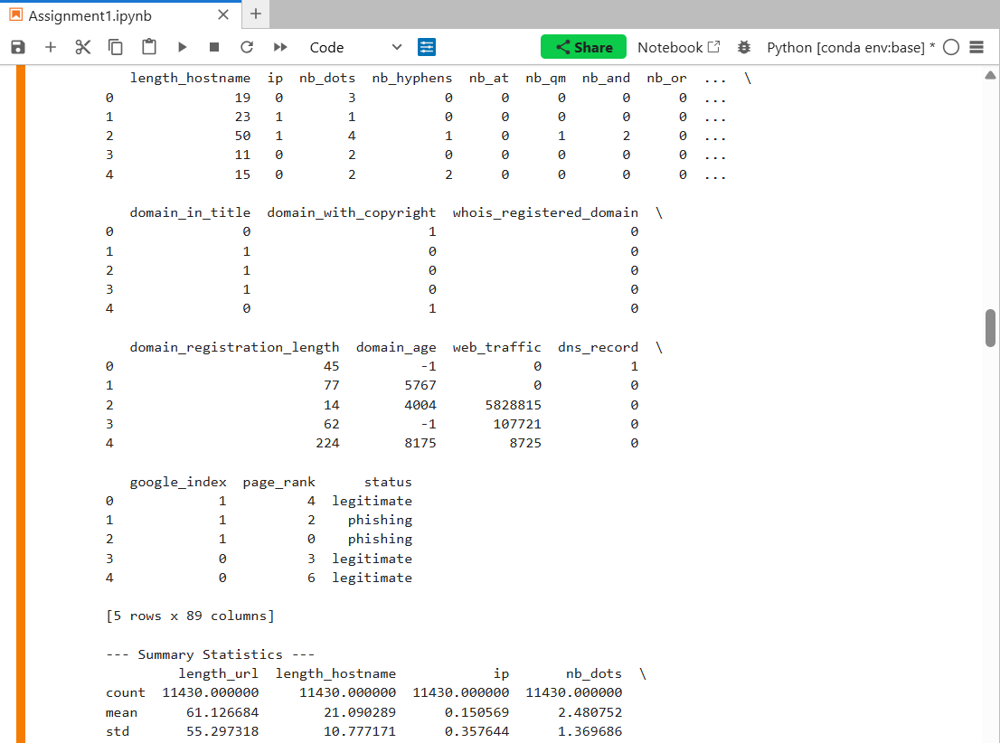 Assignment1.ipynb
Code Share Notebook Python [conda env:base] *
length_hostname ip nb_dots nb_hyphens nb_at nb_qm nb_and nb_or ... \
0 19 0 3 0 0 0 0 0 ...
1 23 1 1 0 0 0 0 0 ...
2 50 1 4 1 0 1 2 0 ...
3 11 0 2 0 0 0 0 0 ...
4 15 0 2 2 0 0 0 0 ...
domain_in_title domain_with_copyright whois_registered_domain \
0 0 1 0
1 1 0 0
2 1 0 0
3 1 0 0
4 0 1 0
domain_registration_length domain_age web_traffic dns_record \
0 45 -1 0 1
1 77 5767 0 0
2 14 4004 5828815 0
3 62 -1 107721 0
4 224 8175 8725 0
google_index page_rank status
0 1 4 legitimate
1 1 2 phishing
2 1 0 phishing
3 0 3 legitimate
4 0 6 legitimate
[5 rows x 89 columns]
--- Summary Statistics ---
length_url length_hostname ip nb_dots \
count 11430.000000 11430.000000 11430.000000 11430.000000
mean 61.126684 21.090289 0.150569 2.480752
std 55.297318 10.777171 0.357644 1.369686